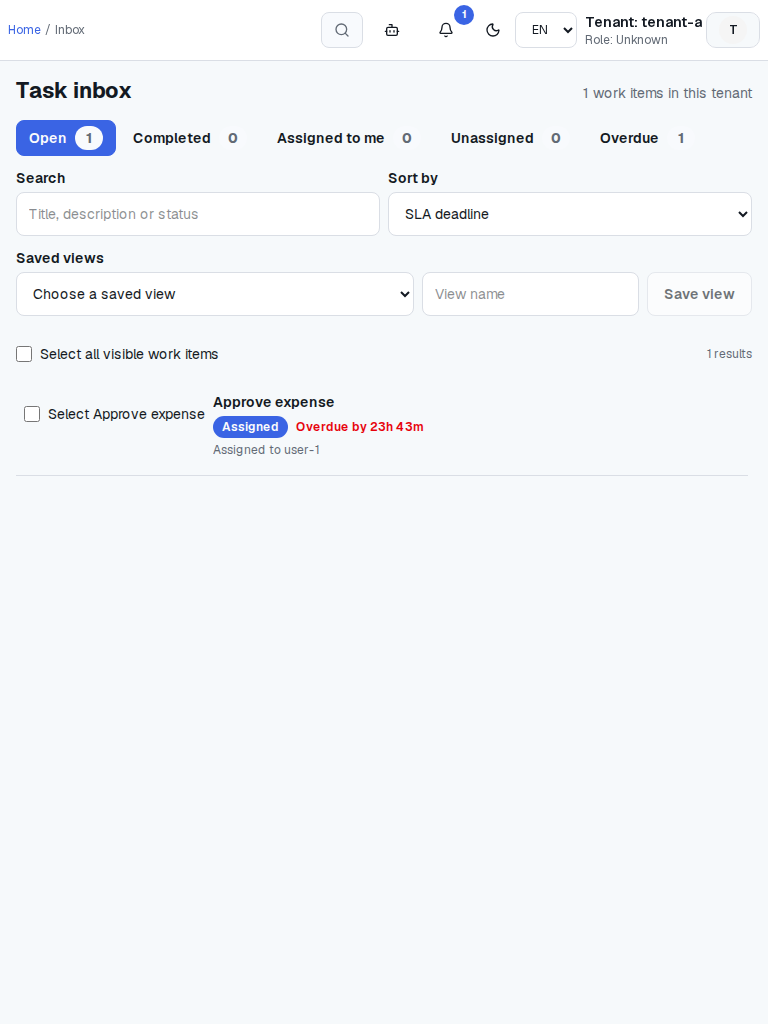 Home / Inbox
1
EN
Tenant: tenant-a
Role: Unknown
T
Task inbox
1 work items in this tenant
Open 1
Completed 0
Assigned to me 0
Unassigned 0
Overdue 1
Search
Sort by
Title, description or status
SLA deadline
Saved views
Choose a saved view
View name
Save view
Select all visible work items
1 results
Select Approve expense
Approve expense
Assigned
Overdue by 23h 43m
Assigned to user-1